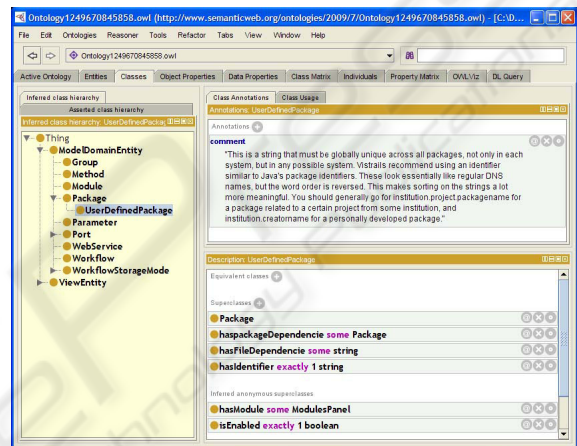 Ontology1249670845858.owl (http://www.semanticweb.org/ontologies/2009/7/Ontology1249670845858.owl) - [C:\D...
File Edit Ontologies Reasoner Tools Refactor Tabs View Window Help
Ontology1249670845858.owl
Active Ontology Entities Classes Object Properties Data Properties Class Matrix Individuals Property Matrix OWLViz DL Query
Inferred class hierarchy
Asserted class hierarchy
Inferred class hierarchy: UserDefinedPackag
Thing
ModelDomainEntity
Group
Method
Module
Package
UserDefinedPackage
Parameter
Port
WebService
Workflow
WorkflowStorageMode
ViewEntity
Class Annotations Class Usage
Annotations: UserDefinedPackage
Annotations
comment
"This is a string that must be globally unique across all packages, not only in each
system, but in any possible system. Vistrails recommend using an identifier
similar to Java's package identifiers. These look essentially like regular DNS
names, but the word order is reversed. This makes sorting on the strings a lot
more meaningful. You should generally go for institution.project.packagename for
a package related to a certain project from some institution, and
institution.creatorname for a personally developed package,"
Description: UserDefinedPackage
Equivalent classes
Superclasses
Package
haspackageDependencie some Package
hasFileDependencie some string
hasIdentifier exactly 1 string
Inferred anonymous superclasses
hasModule some ModulesPanel
isEnabled exactly 1 boolean